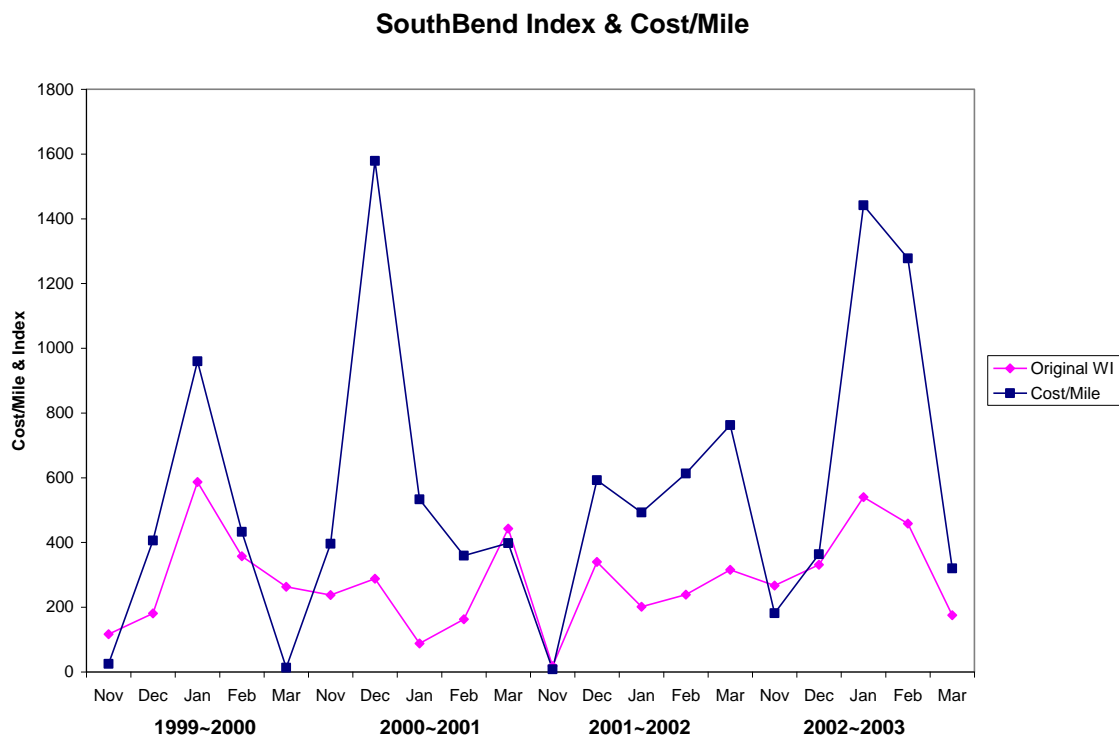 SouthBend Index & Cost/Mile
1800
1600
1400
1200
1000
800
600
400
200
0
Cost/Mile & Index
Nov Dec Jan Feb Mar Nov Dec Jan Feb Mar Nov Dec Jan Feb Mar Nov Dec Jan Feb Mar
1999~2000 2000~2001 2001~2002 2002~2003
Original WI
Cost/Mile